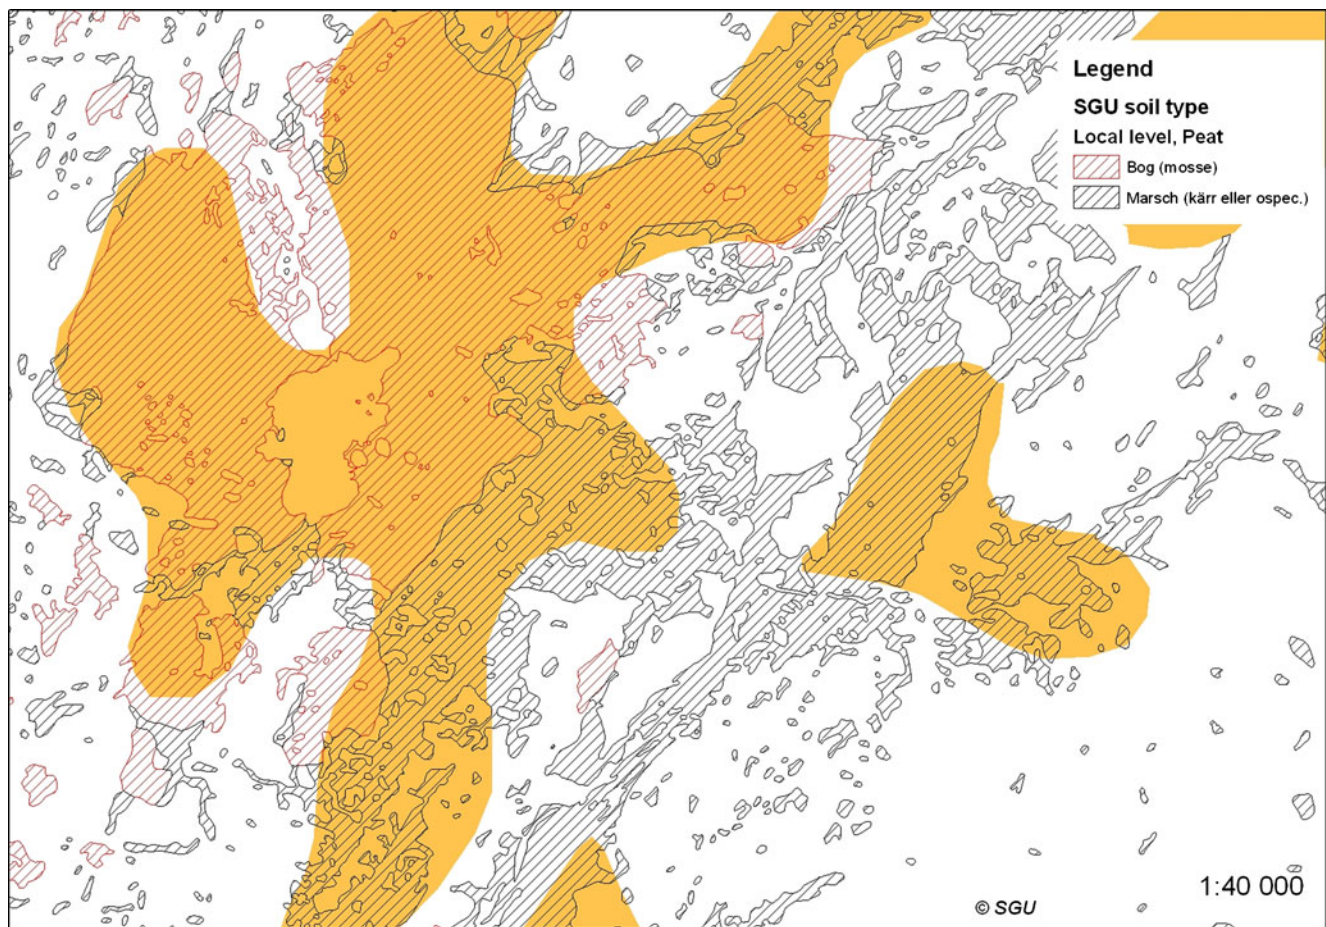 Legend
SGU soil type
Local level, Peat
Bog (mosse)
Marsch (kärr eller ospec.)
1:40 000
© SGU